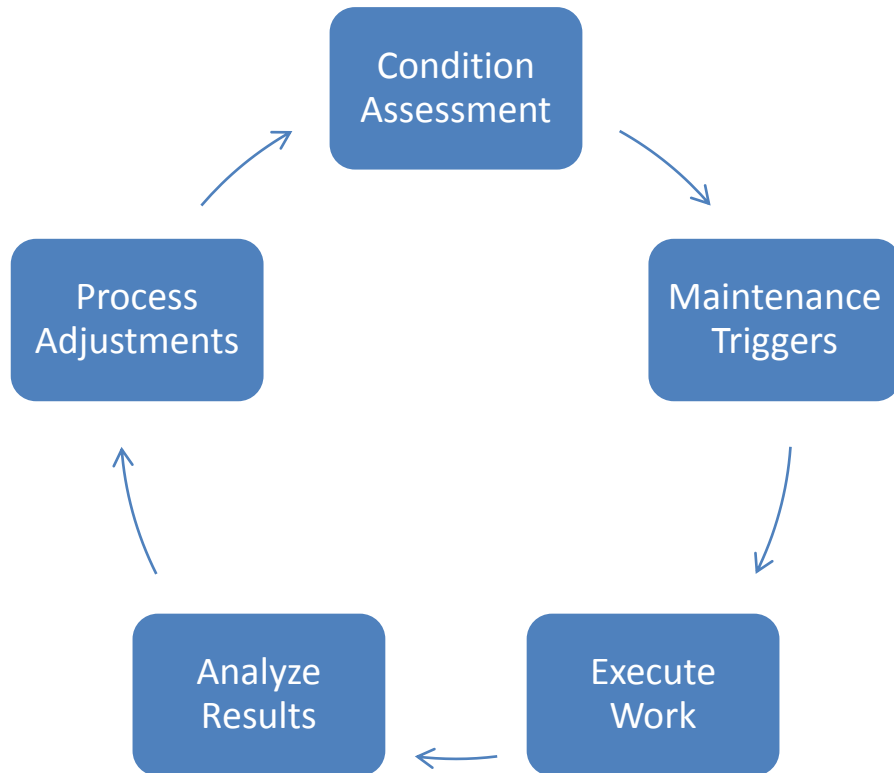 Condition
Assessment
Maintenance
Triggers
Execute
Work
Analyze
Results
Process
Adjustments